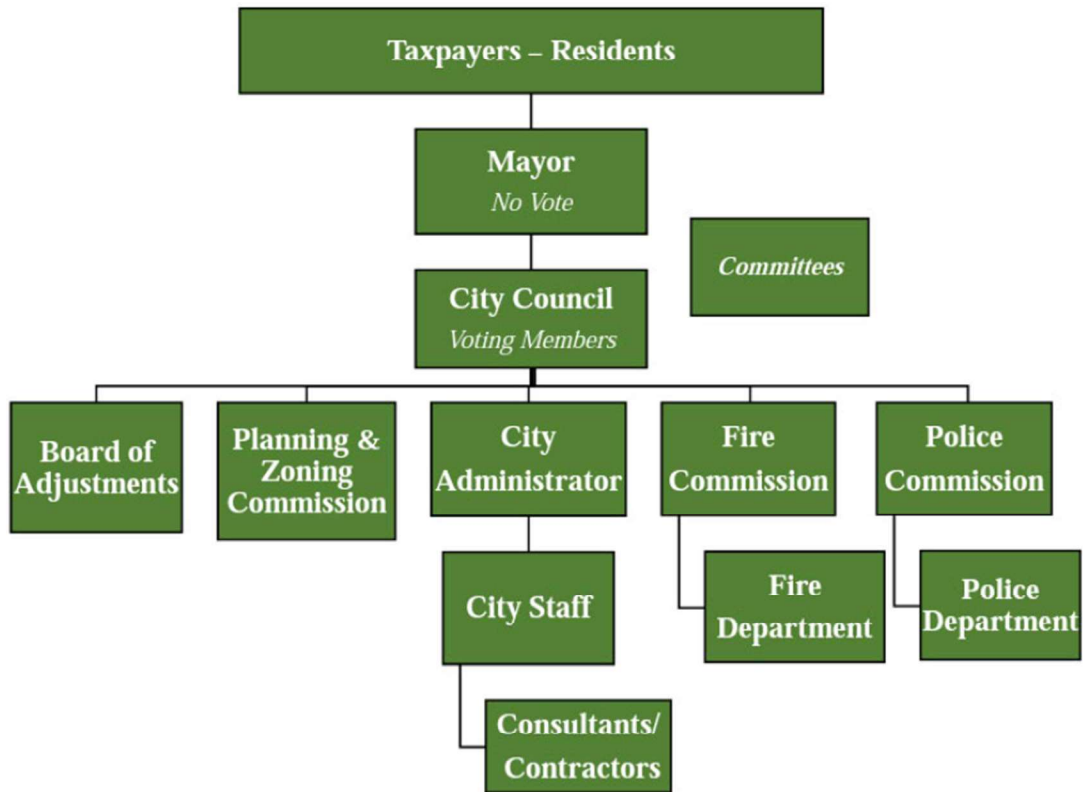 Taxpayers – Residents
Mayor
No Vote
Committees
City Council
Voting Members
Board of
Adjustments
Planning &
Zoning
Commission
City
Administrator
Fire
Commission
Police
Commission
City Staff
Fire
Department
Police
Department
Consultants/
Contractors